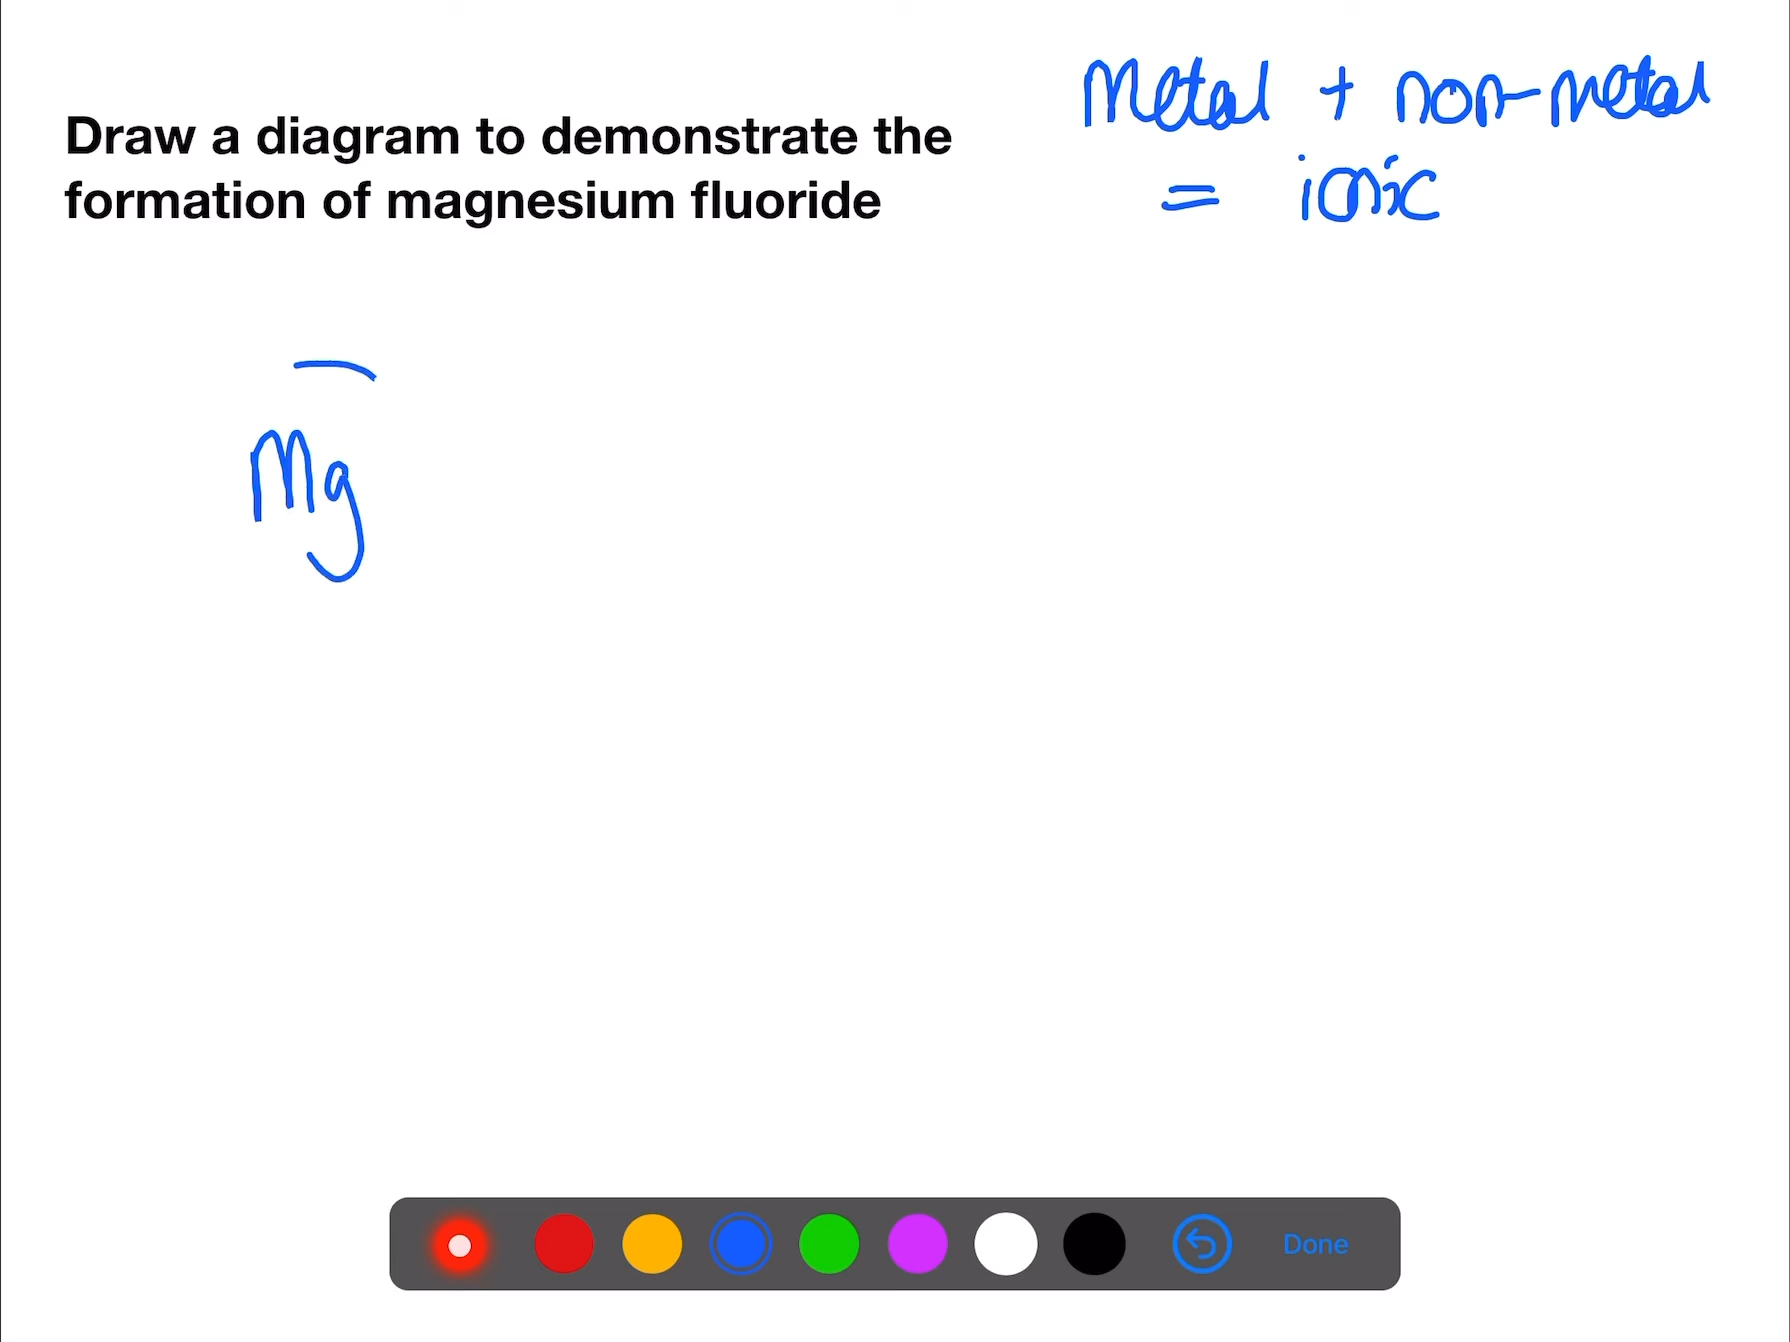 Draw a diagram to demonstrate the
formation of magnesium fluoride
Metal + non-metal
= ionic
Mg
Done